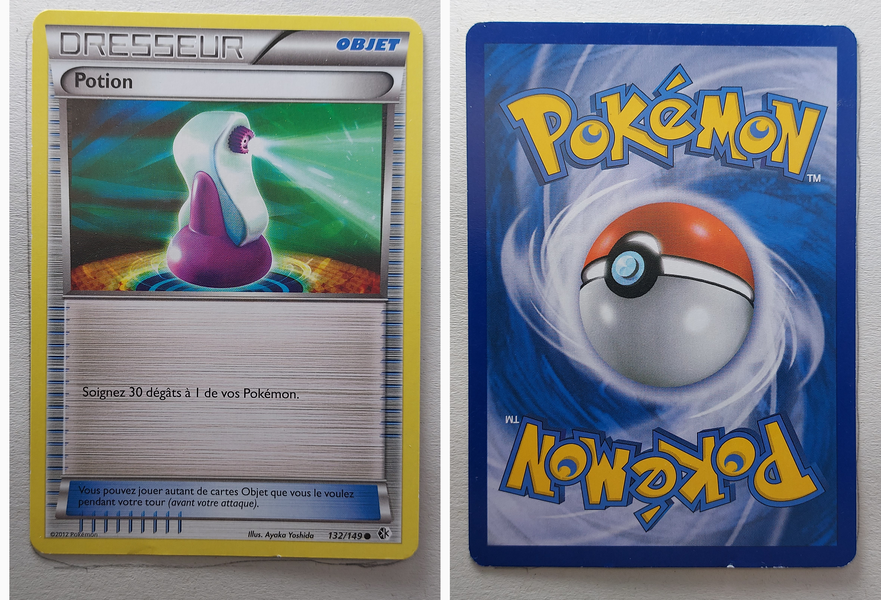 DRESSEUR
OBJET
Potion
Soignez 30 dégâts à 1 de vos Pokémon.
Vous pouvez jouer autant de cartes Objet que vous le voulez
pendant votre tour (avant votre attaque).
©2012 Pokémon
Illus. Ayaka Yoshida
132/149
POKéMON
TM
TM
POKéMON